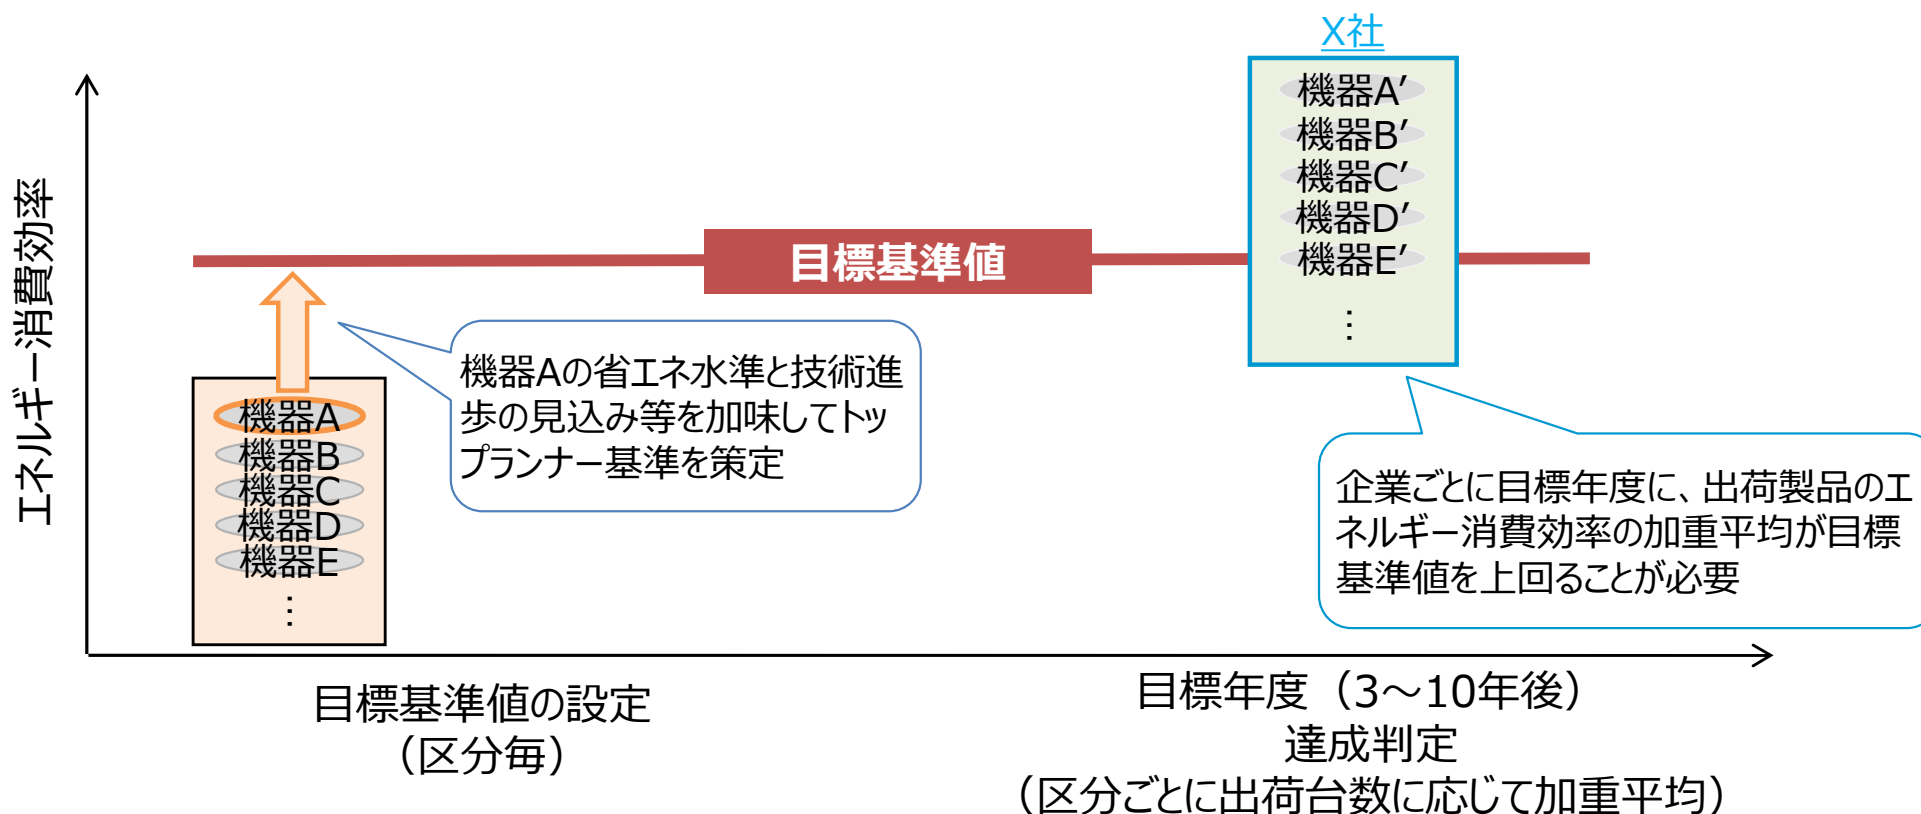 X社
機器A’
機器B’
機器C’
機器D’
機器E’
…
エネルギー消費効率
目標基準値
機器Aの省エネ水準と技術進
歩の見込み等を加味してトッ
プランナー基準を策定
機器A
機器B
機器C
機器D
機器E
…
企業ごとに目標年度に、出荷製品のエ
ネルギー消費効率の加重平均が目標
基準値を上回ることが必要
目標基準値の設定
（区分毎）
目標年度（3～10年後）
達成判定
（区分ごとに出荷台数に応じて加重平均）